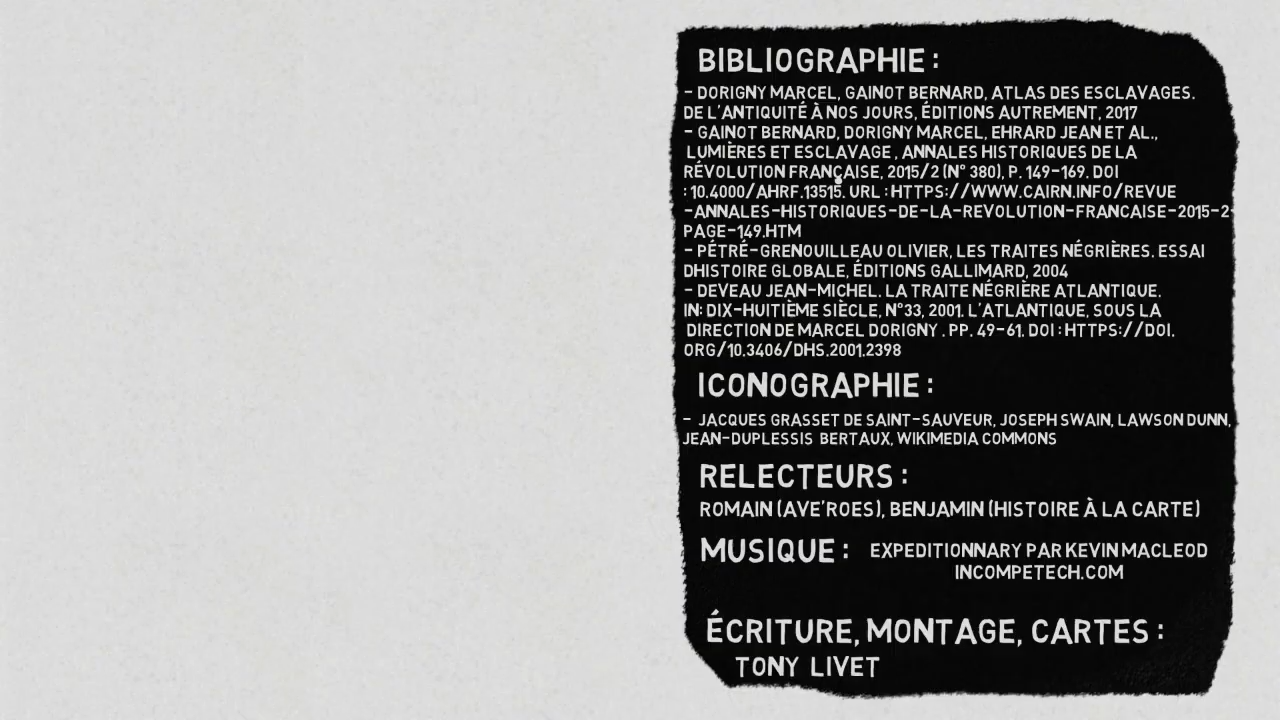 BIBLIOGRAPHIE :
- DORIGNY MARCEL, GAINOT BERNARD, ATLAS DES ESCLAVAGES.
DE L'ANTIQUITÉ À NOS JOURS, ÉDITIONS AUTREMENT, 2017
- GAINOT BERNARD, DORIGNY MARCEL, EHRARD JEAN ET AL.,
LUMIÈRES ET ESCLAVAGE , ANNALES HISTORIQUES DE LA
RÉVOLUTION FRANÇAISE, 2015/2 (N° 380), P. 149-169. DOI
: 10.4000/AHRF.13515. URL : HTTPS://WWW.CAIRN.INFO/REVUE
-ANNALES-HISTORIQUES-DE-LA-REVOLUTION-FRANCAISE-2015-2-
PAGE-149.HTM
- PÉTRÉ-GRENOUILLEAU OLIVIER, LES TRAITES NÉGRIÈRES. ESSAI
DHISTOIRE GLOBALE, ÉDITIONS GALLIMARD, 2004
- DEVEAU JEAN-MICHEL. LA TRAITE NÉGRIÈRE ATLANTIQUE.
IN: DIX-HUITIÈME SIÈCLE, N°33, 2001. L'ATLANTIQUE, SOUS LA
DIRECTION DE MARCEL DORIGNY . PP. 49-61. DOI : HTTPS://DOI.
ORG/10.3406/DHS.2001.2398
ICONOGRAPHIE :
- JACQUES GRASSET DE SAINT-SAUVEUR, JOSEPH SWAIN, LAWSON DUNN,
JEAN-DUPLESSIS BERTAUX, WIKIMEDIA COMMONS
RELECTEURS :
ROMAIN (AVE'ROES), BENJAMIN (HISTOIRE À LA CARTE)
MUSIQUE : EXPEDITIONNARY PAR KEVIN MACLEOD
INCOMPETECH.COM
ÉCRITURE, MONTAGE, CARTES :
TONY LIVET